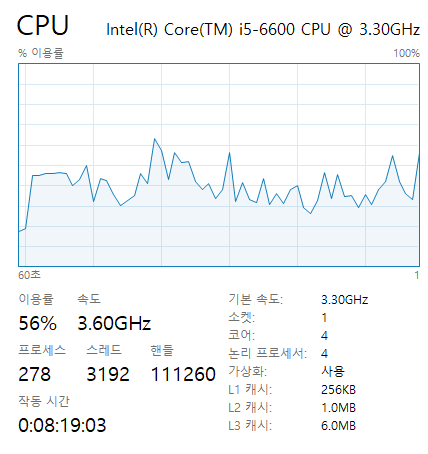 CPU Intel(R) Core(TM) i5-6600 CPU @ 3.30GHz
% 이용률 100%
60초 1
이용률 속도
56% 3.60GHz
프로세스 스레드 핸들
278 3192 111260
작동 시간
0:08:19:03
기본 속도: 3.30GHz
소켓: 1
코어: 4
논리 프로세서: 4
가상화: 사용
L1 캐시: 256KB
L2 캐시: 1.0MB
L3 캐시: 6.0MB